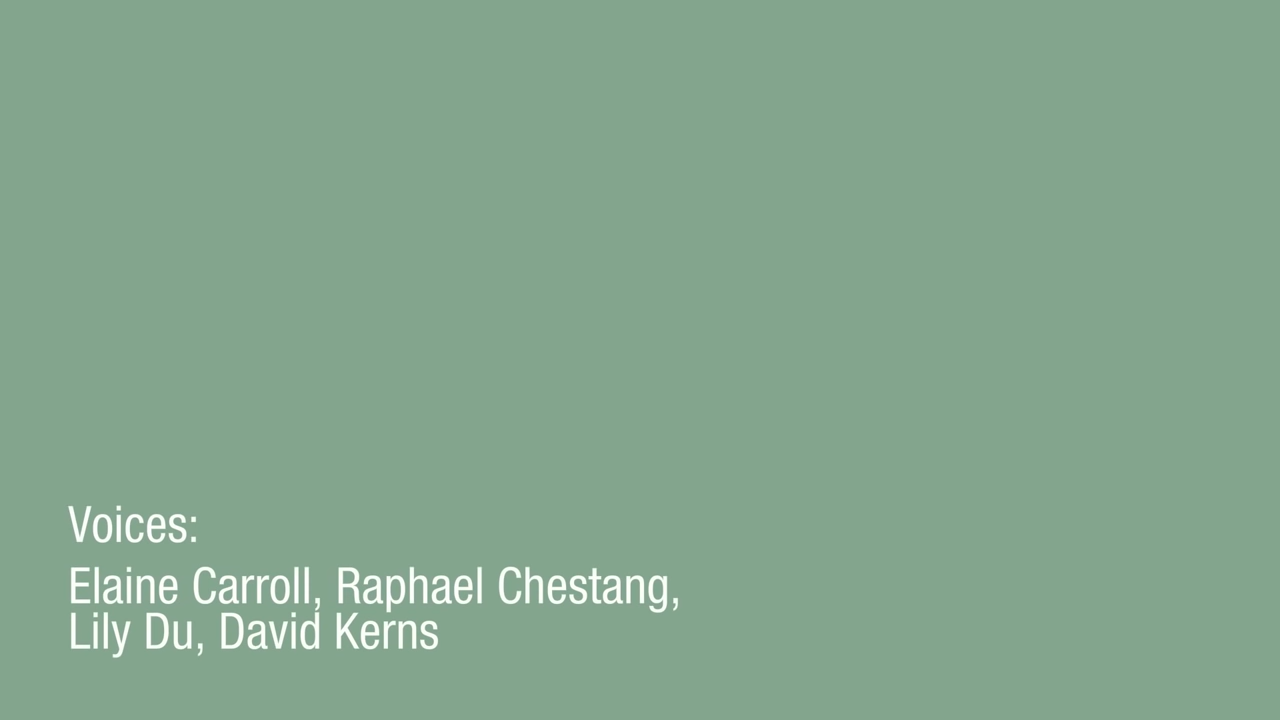 Voices:
Elaine Carroll, Raphael Chestang,
Lily Du, David Kerns